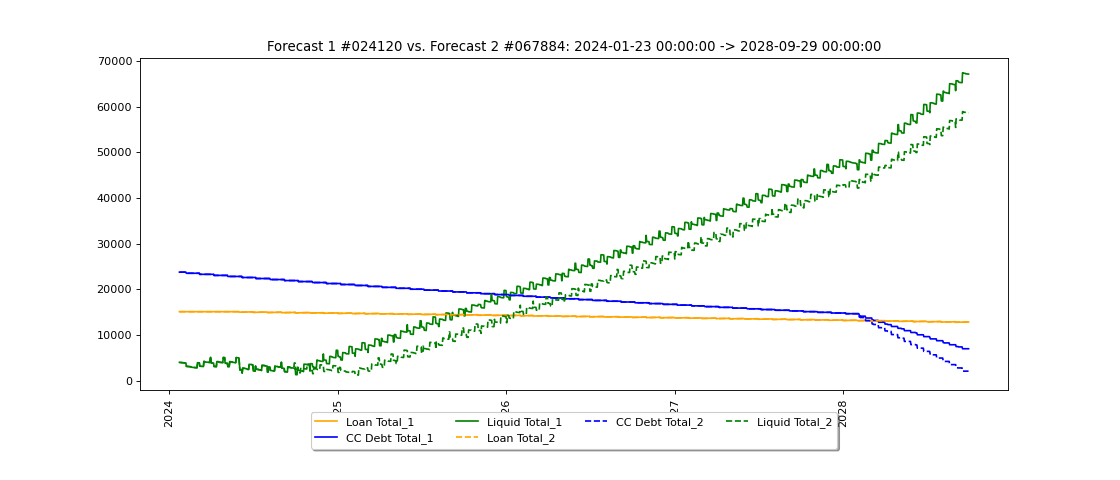 Forecast 1 #024120 vs. Forecast 2 #067884: 2024-01-23 00:00:00 -> 2028-09-29 00:00:00
70000
60000
50000
40000
30000
20000
10000
0
2024
25
26
27
2028
Loan Total_1
Liquid Total_1
CC Debt Total_2
Liquid Total_2
CC Debt Total_1
Loan Total_2